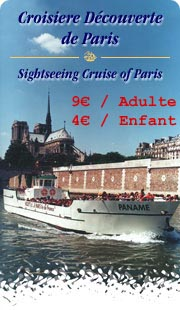 Croisiere Découverte
de Paris
Sightseeing Cruise of Paris
9€ / Adulte
4€ / Enfant
PANAME